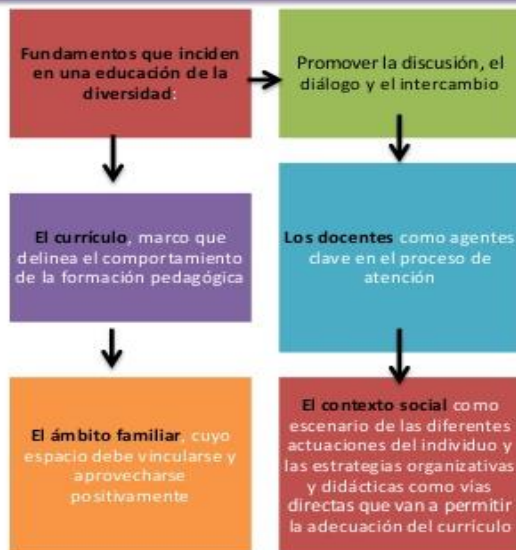 Fundamentos que inciden
en una educación de la
diversidad:
Promover la discusión, el
diálogo y el intercambio
El currículo, marco que
delinea el comportamiento
de la formación pedagógica
Los docentes como agentes
clave en el proceso de
atención
El ámbito familiar, cuyo
espacio debe vincularse y
aprovecharse
positivamente
El contexto social como
escenario de las diferentes
actuaciones del individuo y
las estrategias organizativas
y didácticas como vías
directas que van a permitir
la adecuación del currículo